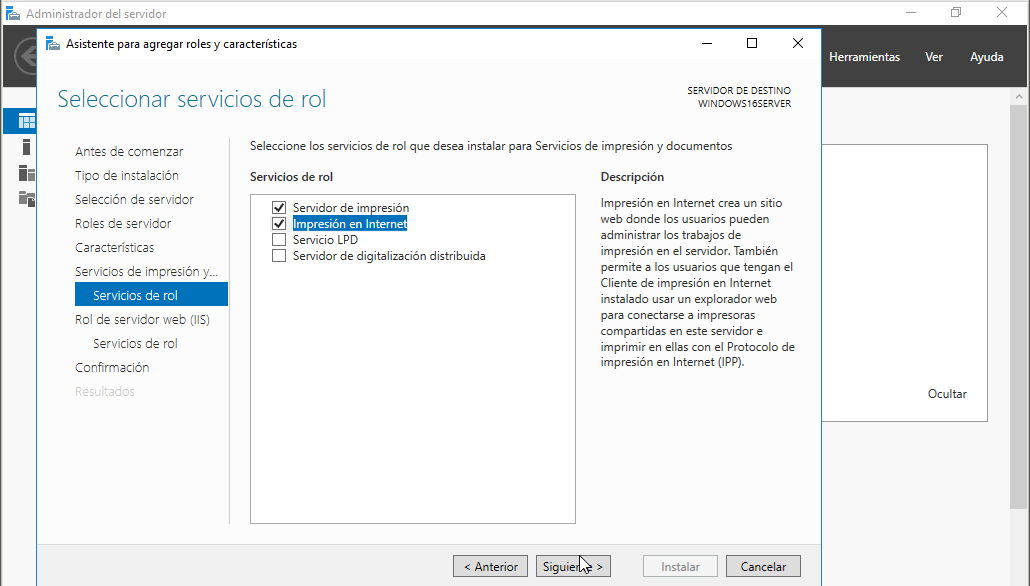 Administrador del servidor
Asistente para agregar roles y características
Herramientas Ver Ayuda
Seleccionar servicios de rol
SERVIDOR DE DESTINO
WINDOWS16SERVER
Antes de comenzar
Tipo de instalación
Selección de servidor
Roles de servidor
Características
Servicios de impresión y...
Servicios de rol
Rol de servidor web (IIS)
Servicios de rol
Confirmación
Resultados
Seleccione los servicios de rol que desea instalar para Servicios de impresión y documentos
Servicios de rol
Servidor de impresión
Impresión en Internet
Servicio LPD
Servidor de digitalización distribuida
Descripción
Impresión en Internet crea un sitio
web donde los usuarios pueden
administrar los trabajos de
impresión en el servidor. También
permite a los usuarios que tengan el
Cliente de impresión en Internet
instalado usar un explorador web
para conectarse a impresoras
compartidas en este servidor e
imprimir en ellas con el Protocolo de
impresión en Internet (IPP).
Ocultar
< Anterior
Siguiente >
Instalar
Cancelar